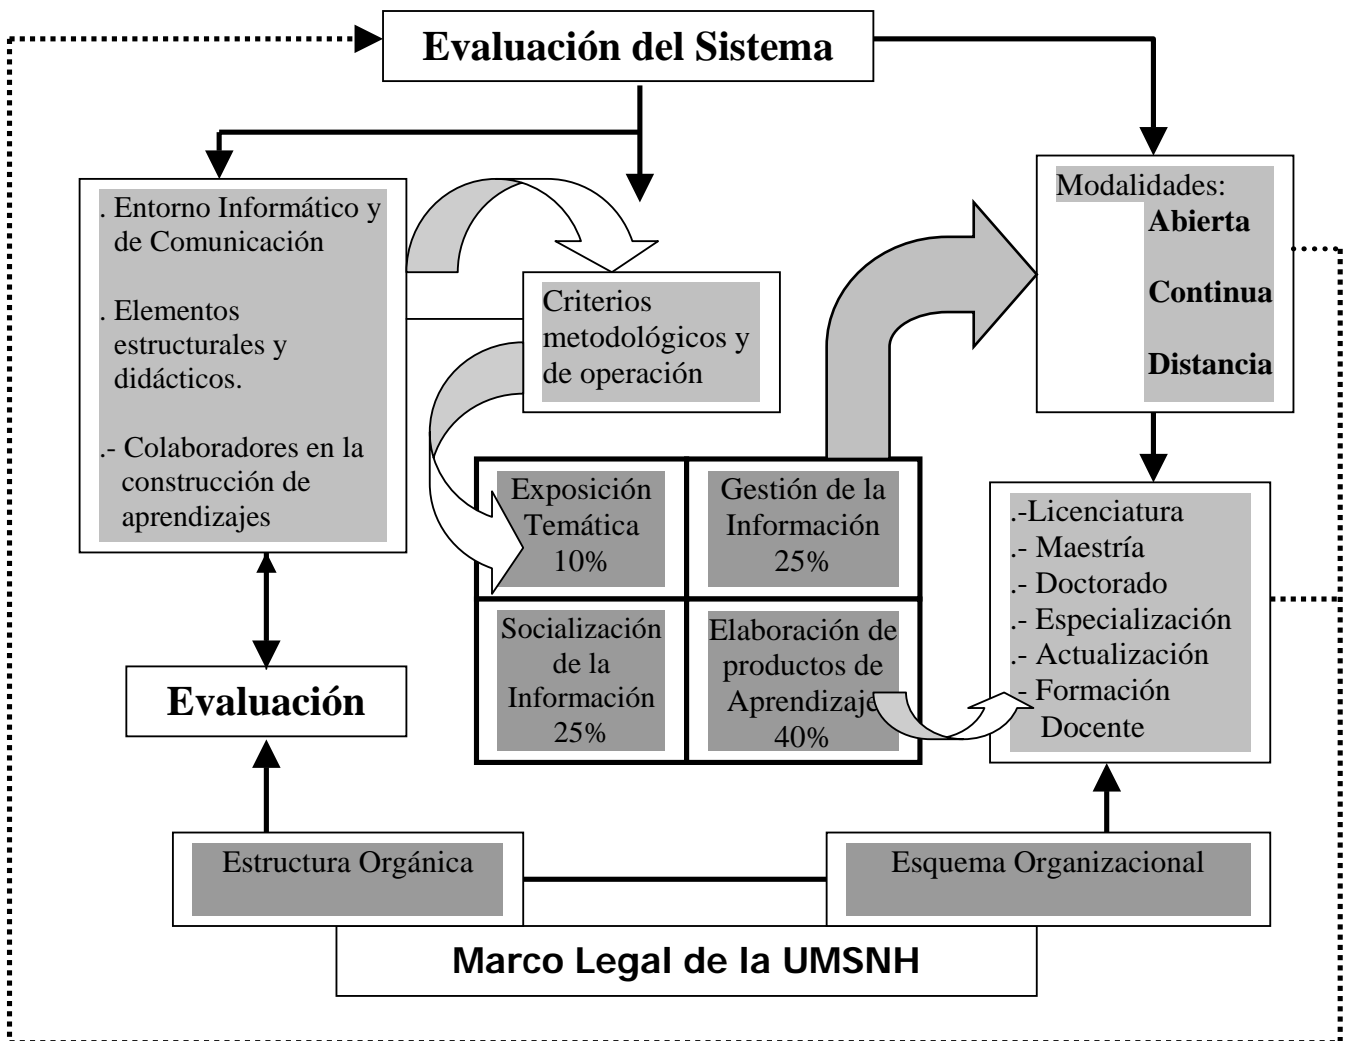 Evaluación del Sistema
. Entorno Informático y
de Comunicación
. Elementos
estructurales y
didácticos.
.- Colaboradores en la
construcción de
aprendizajes
Criterios
metodológicos y
de operación
Modalidades:
Abierta
Continua
Distancia
Exposición
Temática
10%
Gestión de la
Información
25%
Socialización
de la
Información
25%
Elaboración de
productos de
Aprendizaje
40%
.-Licenciatura
.- Maestría
.- Doctorado
.- Especialización
.- Actualización
.- Formación
Docente
Evaluación
Estructura Orgánica
Esquema Organizacional
Marco Legal de la UMSNH